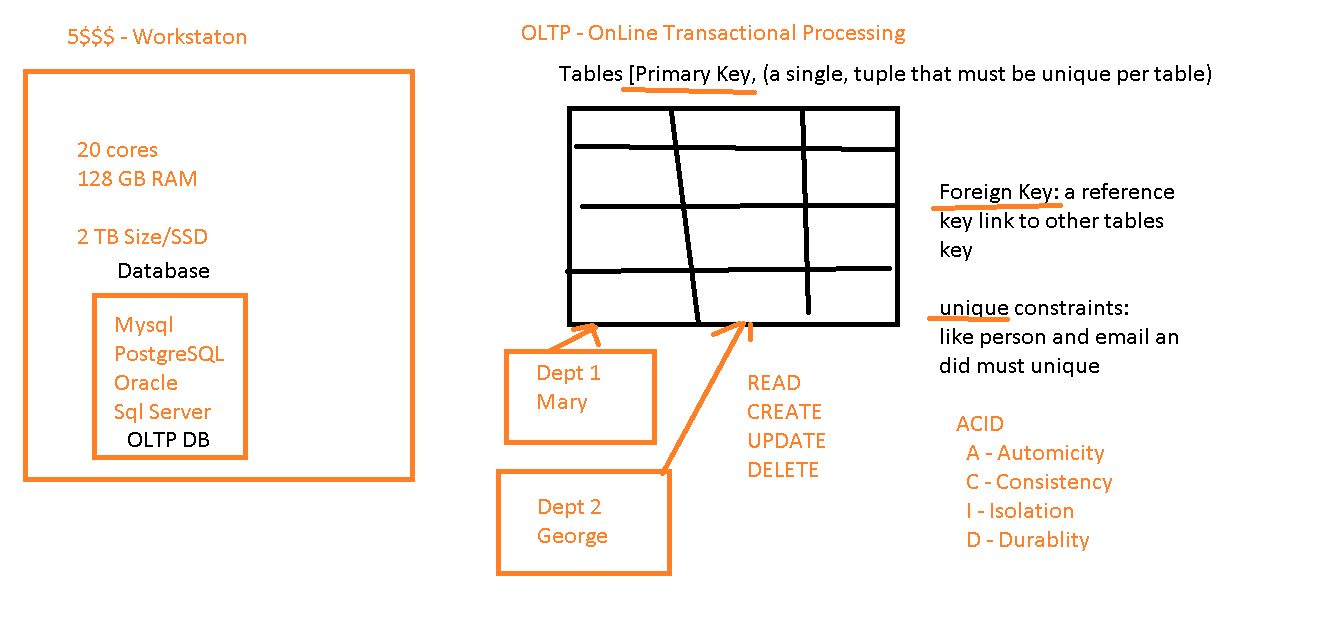 5$$$ - Workstaton
20 cores
128 GB RAM
2 TB Size/SSD
Database
Mysql
PostgreSQL
Oracle
Sql Server
OLTP DB
OLTP - OnLine Transactional Processing
Tables [Primary Key, (a single, tuple that must be unique per table)
Dept 1
Mary
Dept 2
George
READ
CREATE
UPDATE
DELETE
Foreign Key: a reference
key link to other tables
key
unique constraints:
like person and email an
did must unique
ACID
A - Automicity
C - Consistency
I - Isolation
D - Durablity